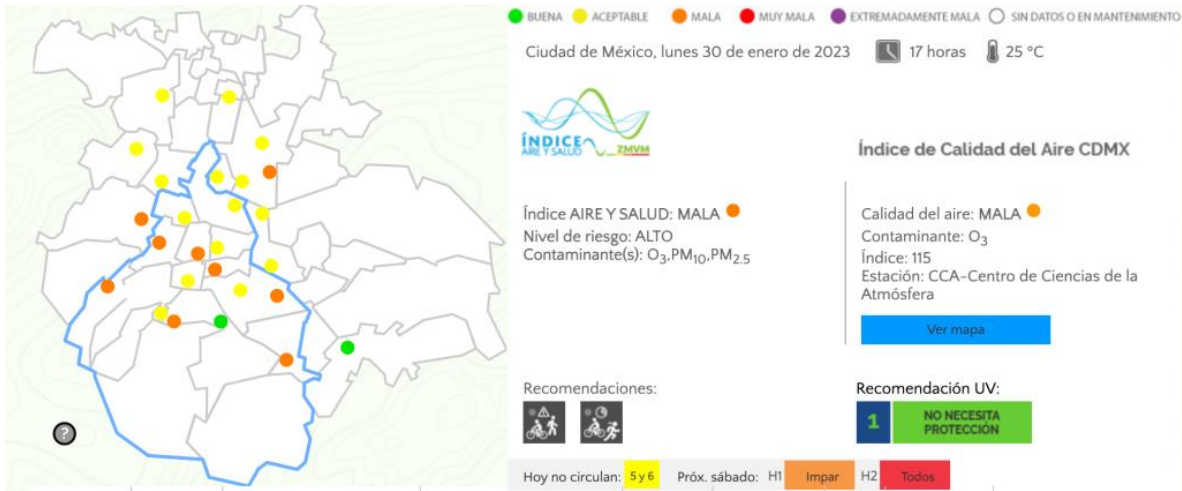 BUENA ACEPTABLE MALA MUY MALA EXTREMADAMENTE MALA SIN DATOS O EN MANTENIMIENTO
Ciudad de México, lunes 30 de enero de 2023 17 horas 25 °C
ÍNDICE
AIRE Y SALUD ZMVM
Índice de Calidad del Aire CDMX
Índice AIRE Y SALUD: MALA
Nivel de riesgo: ALTO
Contaminante(s): O3,PM10,PM2.5
Calidad del aire: MALA
Contaminante: O3
Índice: 115
Estación: CCA-Centro de Ciencias de la
Atmósfera
Ver mapa
Recomendaciones:
Recomendación UV:
1 NO NECESITA
PROTECCIÓN
?
Hoy no circulan: 5 y 6 Próx. sábado: H1 Impar H2 Todos